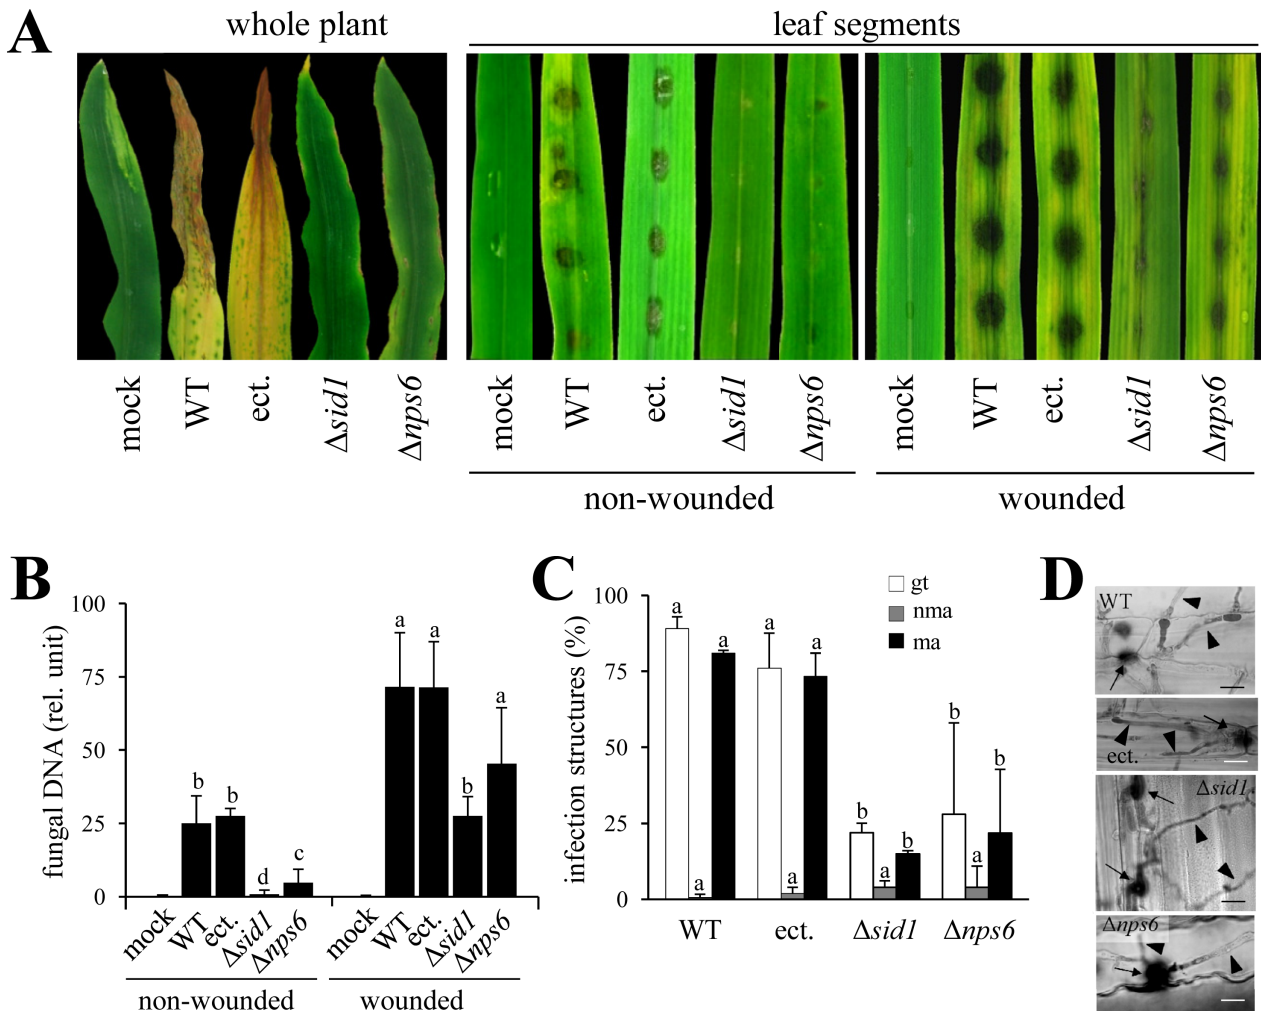 A
whole plant
leaf segments
mock
WT
ect.
Δsid1
Δnps6
mock
WT
ect.
Δsid1
Δnps6
mock
WT
ect.
Δsid1
Δnps6
non-wounded
wounded
B
fungal DNA (rel. unit)
100
75
50
25
0
b
b
d
c
a
a
b
a
mock
WT
ect.
Δsid1
Δnps6
mock
WT
ect.
Δsid1
Δnps6
non-wounded
wounded
C
infection structures (%)
100
75
50
25
0
gt
nma
ma
a
a
a
a
a
a
b
a
b
b
a
b
WT
ect.
Δsid1
Δnps6
D
WT
ect.
Δsid1
Δnps6